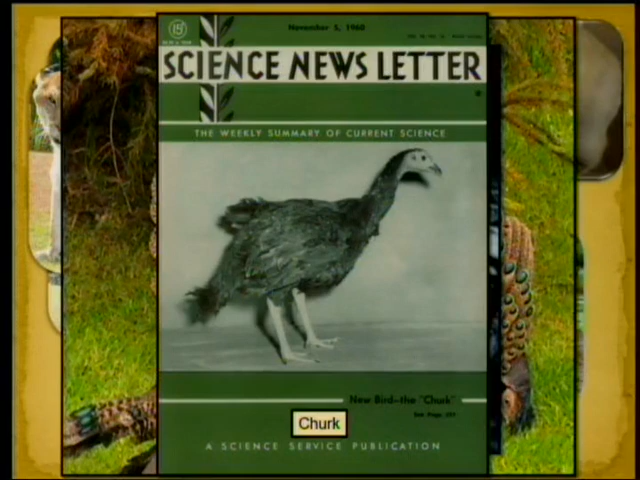 15¢
November 5, 1960
SCIENCE NEWS LETTER
THE WEEKLY SUMMARY OF CURRENT SCIENCE
New Bird—the "Churk"
Churk
A SCIENCE SERVICE PUBLICATION